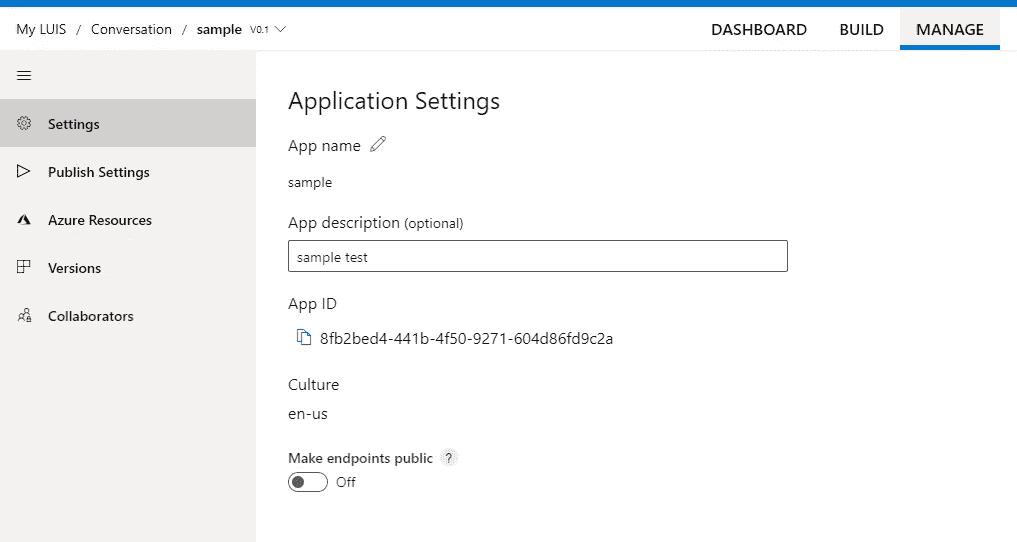 My LUIS / Conversation / sample V0.1
DASHBOARD BUILD MANAGE
Settings
Publish Settings
Azure Resources
Versions
Collaborators
Application Settings
App name
sample
App description (optional)
sample test
App ID
8fb2bed4-441b-4f50-9271-604d86fd9c2a
Culture
en-us
Make endpoints public ?
Off